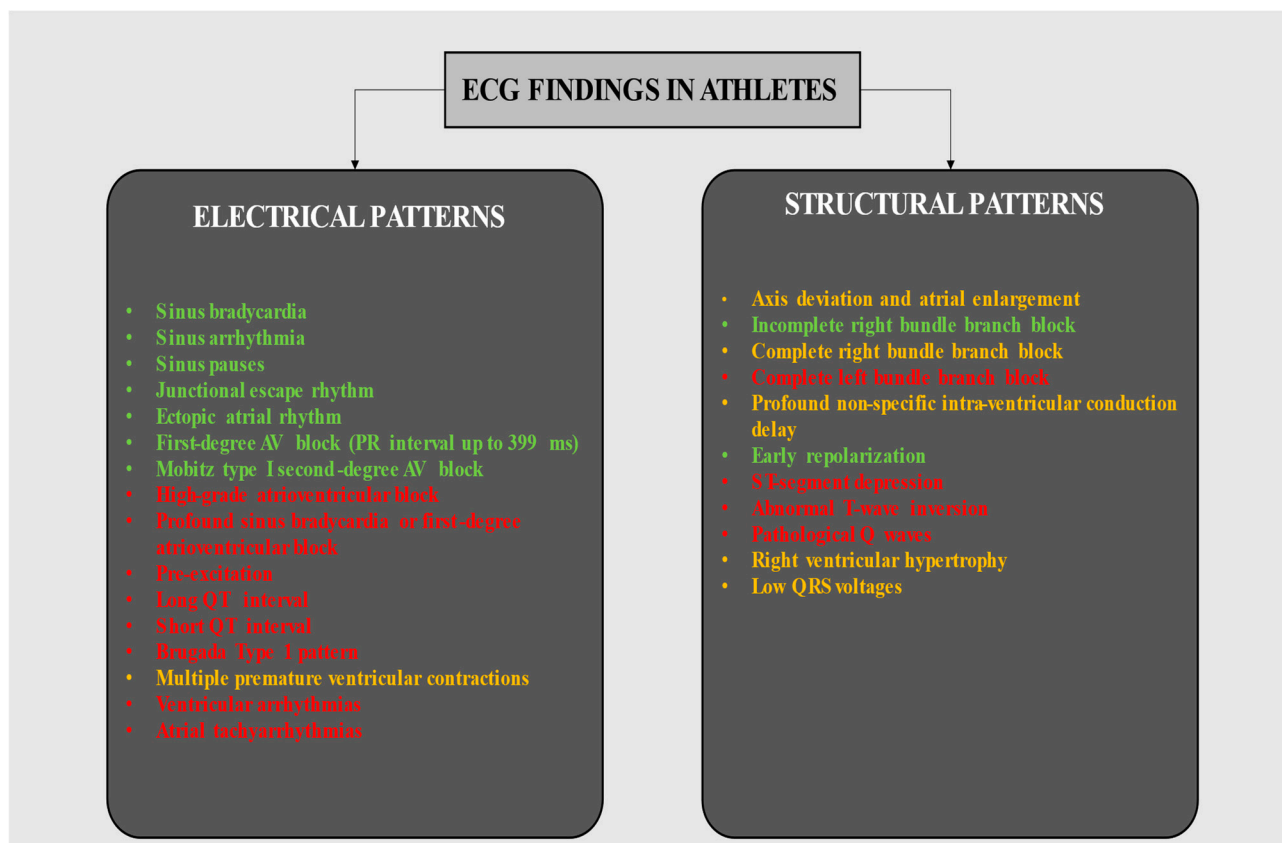 ECG FINDINGS IN ATHLETES
ELECTRICAL PATTERNS
• Sinus bradycardia
• Sinus arrhythmia
• Sinus pauses
• Junctional escape rhythm
• Ectopic atrial rhythm
• First-degree AV block (PR interval up to 399 ms)
• Mobitz type I second-degree AV block
• High-grade atrioventricular block
• Profound sinus bradycardia or first-degree
atrioventricular block
• Pre-excitation
• Long QT interval
• Short QT interval
• Brugada Type 1 pattern
• Multiple premature ventricular contractions
• Ventricular arrhythmias
• Atrial tachyarrhythmias
STRUCTURAL PATTERNS
• Axis deviation and atrial enlargement
• Incomplete right bundle branch block
• Complete right bundle branch block
• Complete left bundle branch block
• Profound non-specific intra-ventricular conduction
delay
• Early repolarization
• ST-segment depression
• Abnormal T-wave inversion
• Pathological Q waves
• Right ventricular hypertrophy
• Low QRS voltages